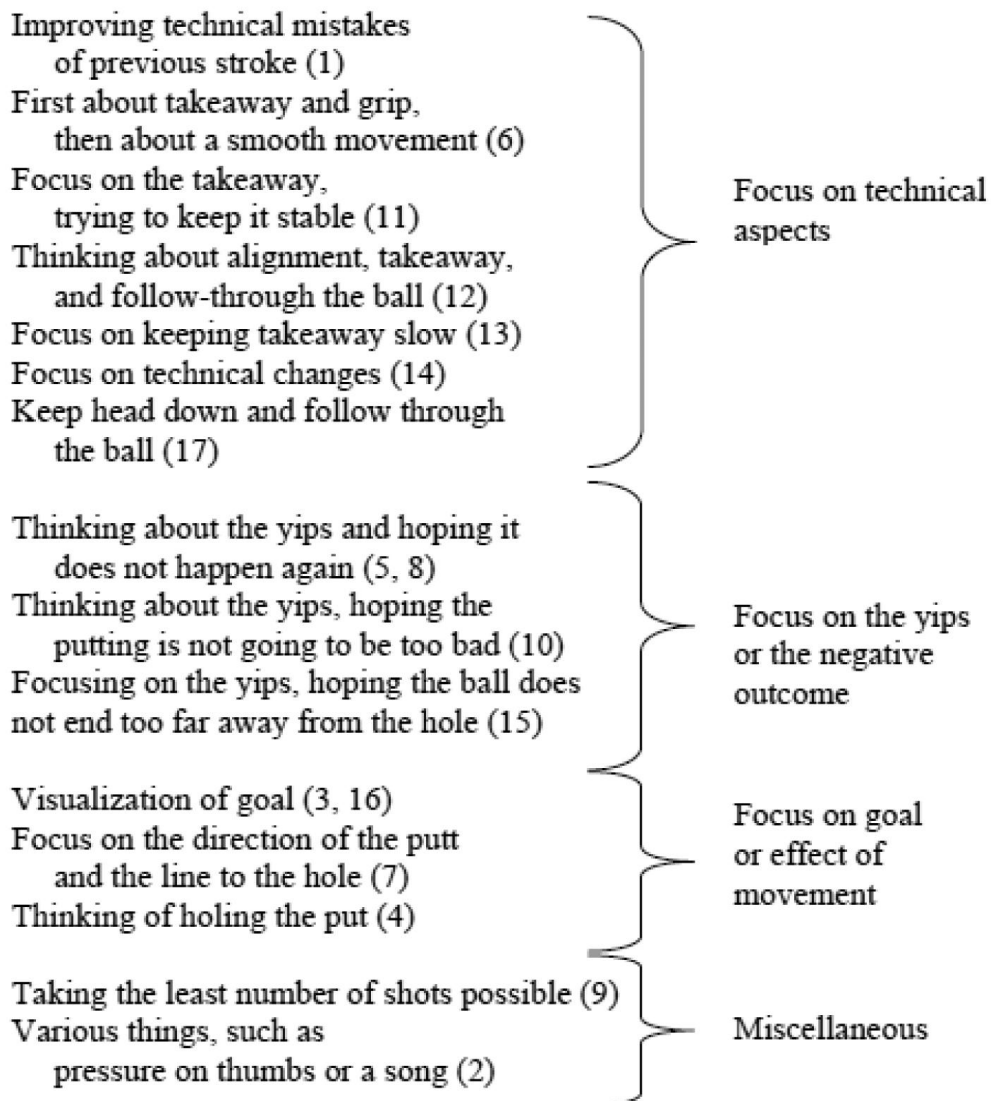 Improving technical mistakes
of previous stroke (1)
First about takeaway and grip,
then about a smooth movement (6)
Focus on the takeaway,
trying to keep it stable (11)
Thinking about alignment, takeaway,
and follow-through the ball (12)
Focus on keeping takeaway slow (13)
Focus on technical changes (14)
Keep head down and follow through
the ball (17)
Focus on technical
aspects
Thinking about the yips and hoping it
does not happen again (5, 8)
Thinking about the yips, hoping the
putting is not going to be too bad (10)
Focusing on the yips, hoping the ball does
not end too far away from the hole (15)
Focus on the yips
or the negative
outcome
Visualization of goal (3, 16)
Focus on the direction of the putt
and the line to the hole (7)
Thinking of holing the put (4)
Focus on goal
or effect of
movement
Taking the least number of shots possible (9)
Various things, such as
pressure on thumbs or a song (2)
Miscellaneous